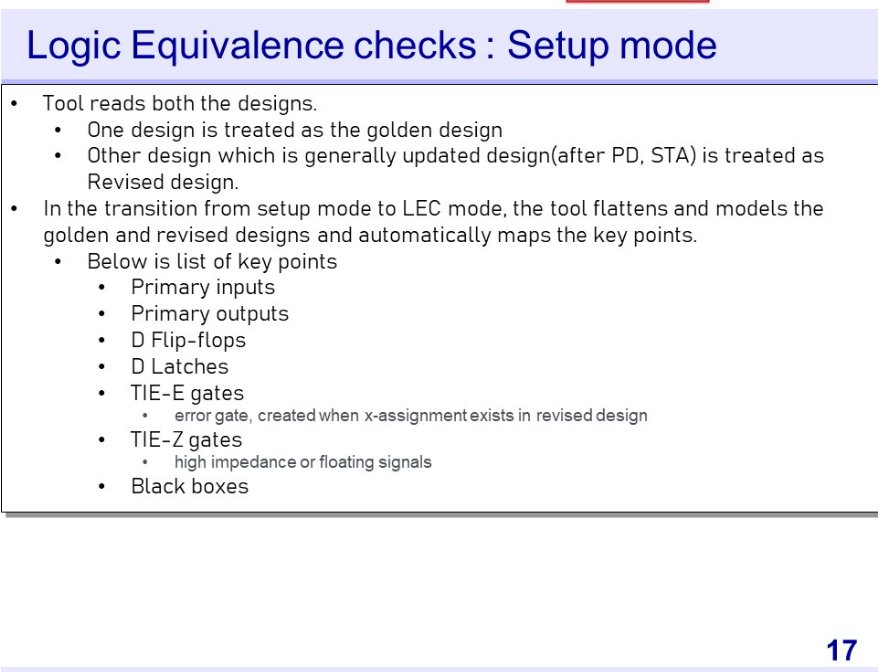 Logic Equivalence checks : Setup mode
• Tool reads both the designs.
• One design is treated as the golden design
• Other design which is generally updated design(after PD, STA) is treated as
Revised design.
• In the transition from setup mode to LEC mode, the tool flattens and models the
golden and revised designs and automatically maps the key points.
• Below is list of key points
• Primary inputs
• Primary outputs
• D Flip-flops
• D Latches
• TIE-E gates
• error gate, created when x-assignment exists in revised design
• TIE-Z gates
• high impedance or floating signals
• Black boxes
17